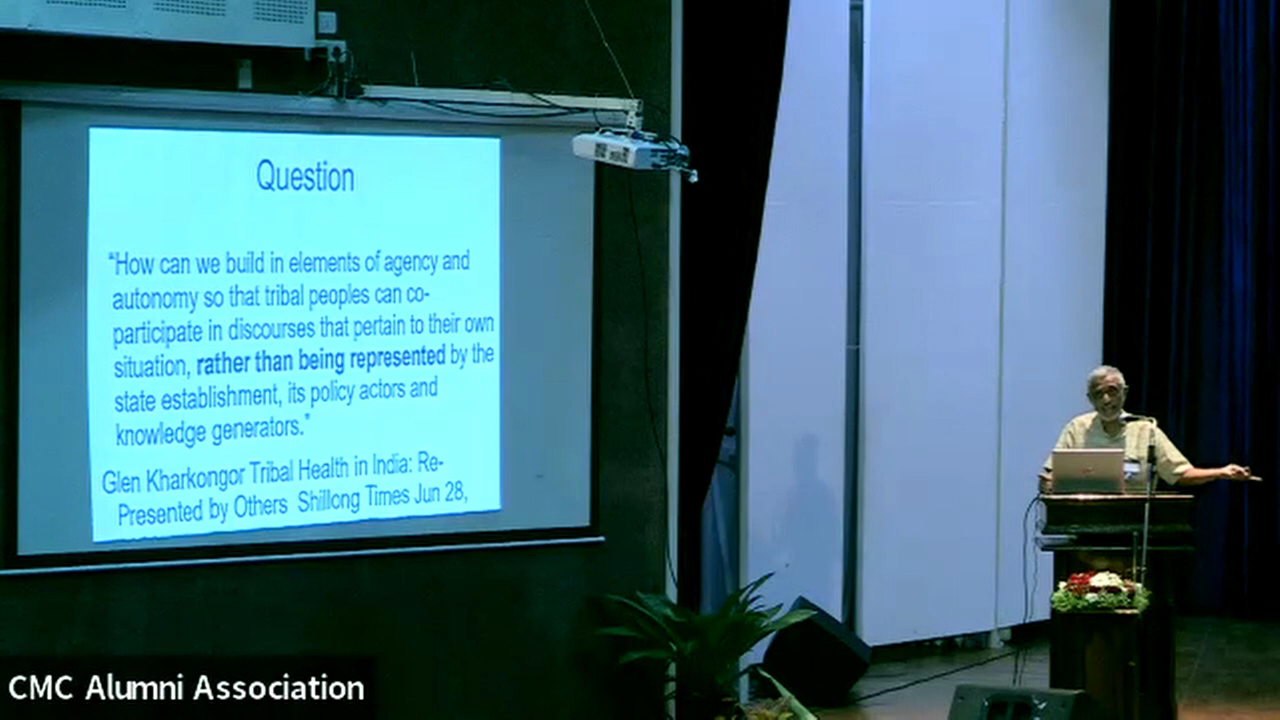 Question
“How can we build in elements of agency and
autonomy so that tribal peoples can co-
participate in discourses that pertain to their own
situation, rather than being represented by the
state establishment, its policy actors and
knowledge generators.”
Glen Kharkongor Tribal Health in India: Re-
Presented by Others Shillong Times Jun 28,
CMC Alumni Association